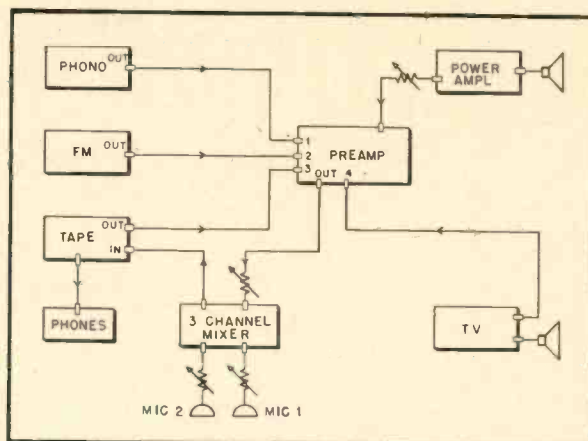 PHONO
OUT
POWER
AMPL
FM
OUT
1
2
3
PREAMP
OUT
4
TAPE
OUT
IN
PHONES
3 CHANNEL
MIXER
TV
MIC 2
MIC 1